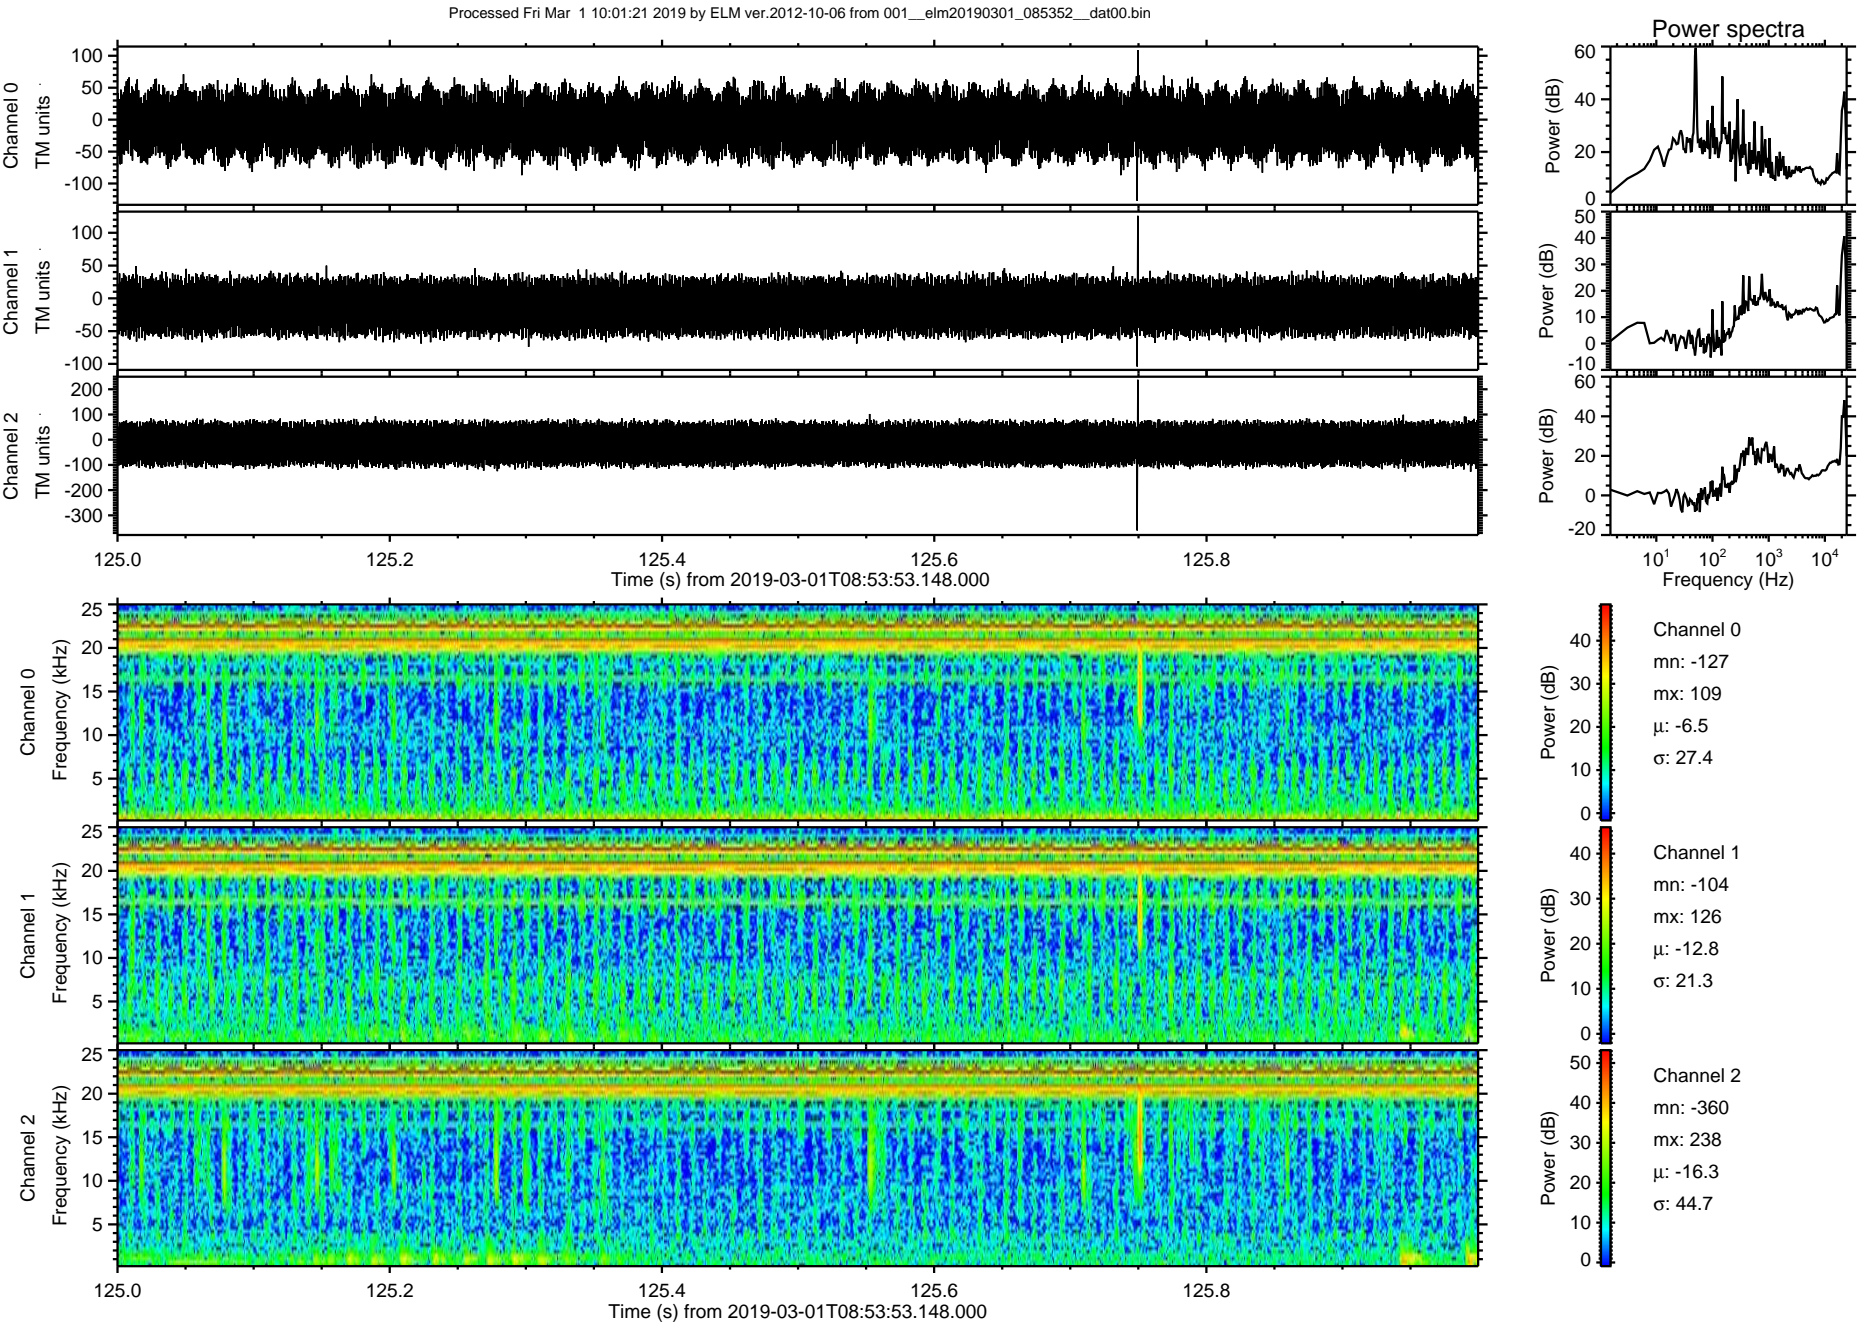 Processed Fri Mar  1 10:01:21 2019 by ELM ver.2012-10-06 from 001__elm20190301_085352__dat00.bin
Power spectra
Channel 0
TM units
100
50
0
-50
-100
Power (dB)
60
40
20
0
Channel 1
TM units
100
50
0
-50
-100
Power (dB)
50
40
30
20
10
0
-10
Channel 2
TM units
200
100
0
-100
-200
-300
Power (dB)
60
40
20
0
-20
125.0 125.2 125.4 125.6 125.8
Time (s) from 2019-03-01T08:53:53.148.000
10¹ 10² 10³ 10⁴
Frequency (Hz)
Channel 0
Frequency (kHz)
25
20
15
10
5
Power (dB)
40
30
20
10
0
Channel 0
mn: -127
mx: 109
μ: -6.5
σ: 27.4
Channel 1
Frequency (kHz)
25
20
15
10
5
Power (dB)
40
30
20
10
0
Channel 1
mn: -104
mx: 126
μ: -12.8
σ: 21.3
Channel 2
Frequency (kHz)
25
20
15
10
5
Power (dB)
50
40
30
20
10
0
Channel 2
mn: -360
mx: 238
μ: -16.3
σ: 44.7
125.0 125.2 125.4 125.6 125.8
Time (s) from 2019-03-01T08:53:53.148.000